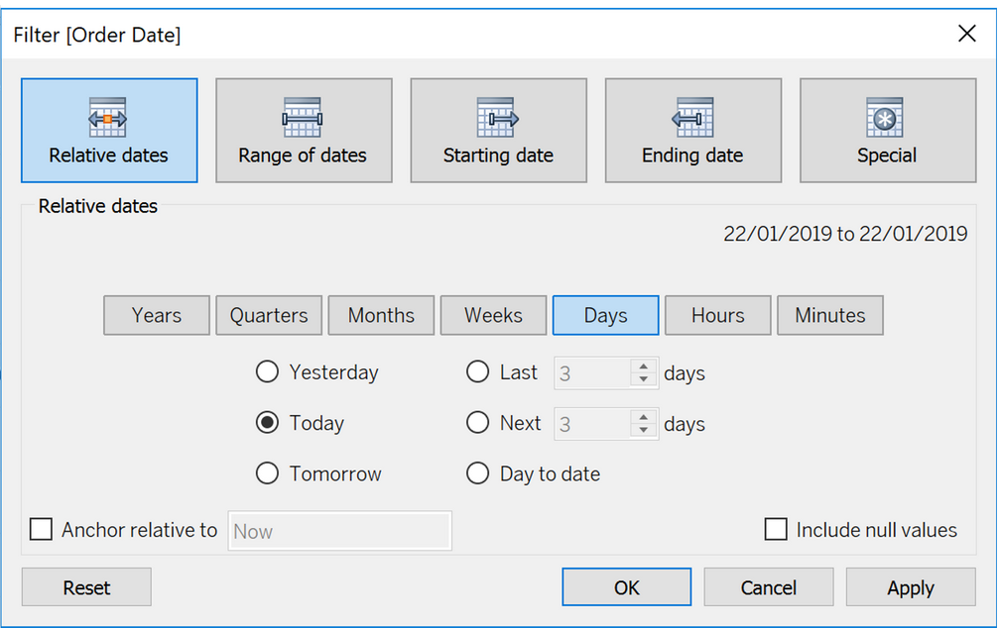 Filter [Order Date]
Relative dates
Range of dates
Starting date
Ending date
Special
Relative dates
22/01/2019 to 22/01/2019
Years
Quarters
Months
Weeks
Days
Hours
Minutes
Yesterday
Last 3 days
Today
Next 3 days
Tomorrow
Day to date
Anchor relative to Now
Include null values
Reset
OK
Cancel
Apply